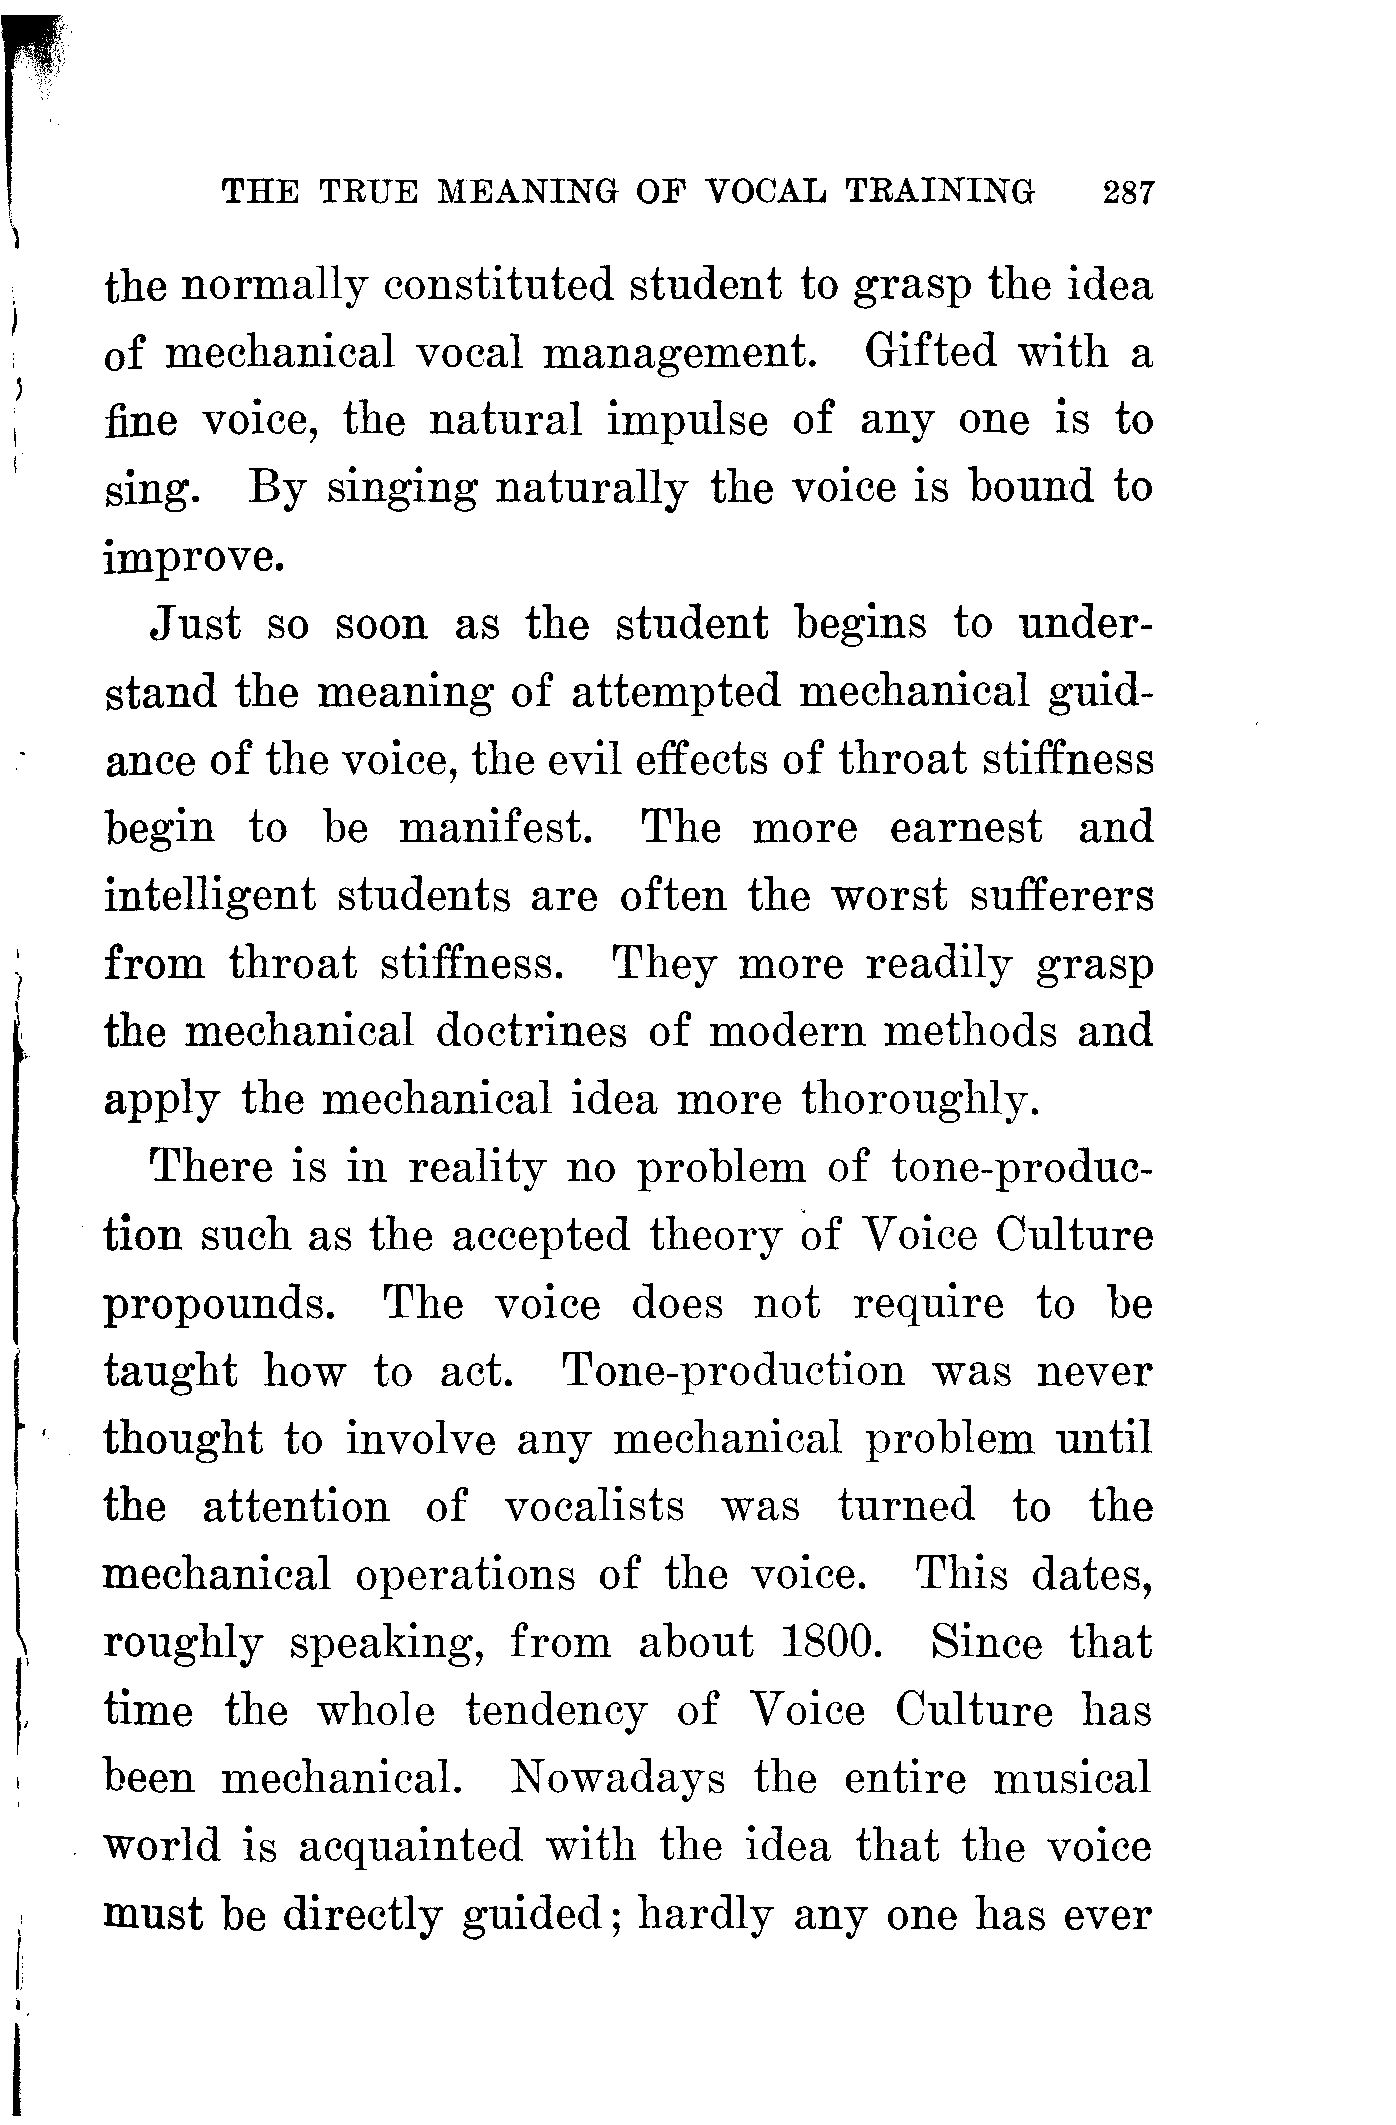 THE TRUE MEANING OF VOCAL TRAINING 287
the normally constituted student to grasp the idea
of mechanical vocal management. Gifted with a
fine voice, the natural impulse of any one is to
sing. By singing naturally the voice is bound to
improve.
Just so soon as the student begins to under-
stand the meaning of attempted mechanical guid-
ance of the voice, the evil effects of throat stiffness
begin to be manifest. The more earnest and
intelligent students are often the worst sufferers
from throat stiffness. They more readily grasp
the mechanical doctrines of modern methods and
apply the mechanical idea more thoroughly.
There is in reality no problem of tone-produc-
tion such as the accepted theory of Voice Culture
propounds. The voice does not require to be
taught how to act. Tone-production was never
thought to involve any mechanical problem until
the attention of vocalists was turned to the
mechanical operations of the voice. This dates,
roughly speaking, from about 1800. Since that
time the whole tendency of Voice Culture has
been mechanical. Nowadays the entire musical
world is acquainted with the idea that the voice
must be directly guided; hardly any one has ever